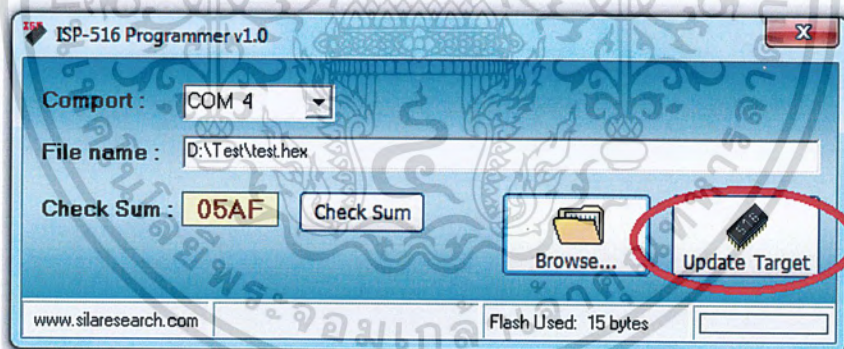 ISP-516 Programmer v1.0
Comport : COM 4
File name : D:\Test\test.hex
Check Sum : 05AF Check Sum
Browse... Update Target
www.silaresearch.com Flash Used: 15 bytes